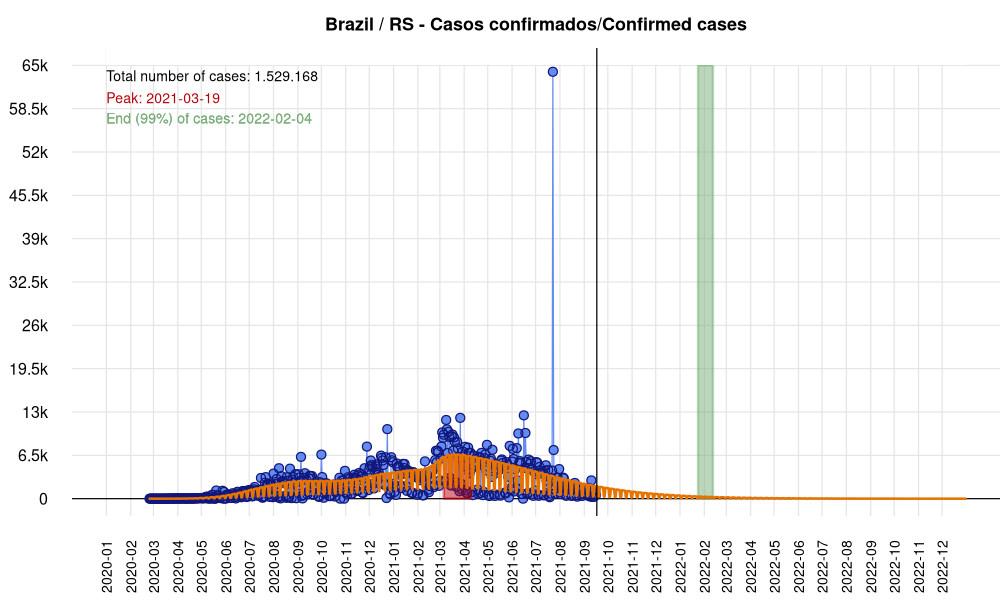 Brazil / RS - Casos confirmados/Confirmed cases
Total number of cases: 1.529.168
Peak: 2021-03-19
End (99%) of cases: 2022-02-04
65k
58.5k
52k
45.5k
39k
32.5k
26k
19.5k
13k
6.5k
0
2020-01
2020-02
2020-03
2020-04
2020-05
2020-06
2020-07
2020-08
2020-09
2020-10
2020-11
2020-12
2021-01
2021-02
2021-03
2021-04
2021-05
2021-06
2021-07
2021-08
2021-09
2021-10
2021-11
2021-12
2022-01
2022-02
2022-03
2022-04
2022-05
2022-06
2022-07
2022-08
2022-09
2022-10
2022-11
2022-12